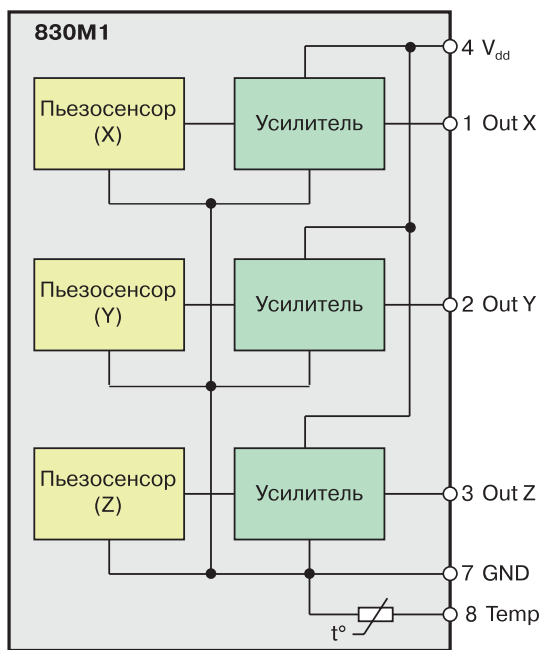 830M1
4 Vdd
Пьезосенсор
(X)
Усилитель
1 Out X
Пьезосенсор
(Y)
Усилитель
2 Out Y
Пьезосенсор
(Z)
Усилитель
3 Out Z
7 GND
8 Temp
t°